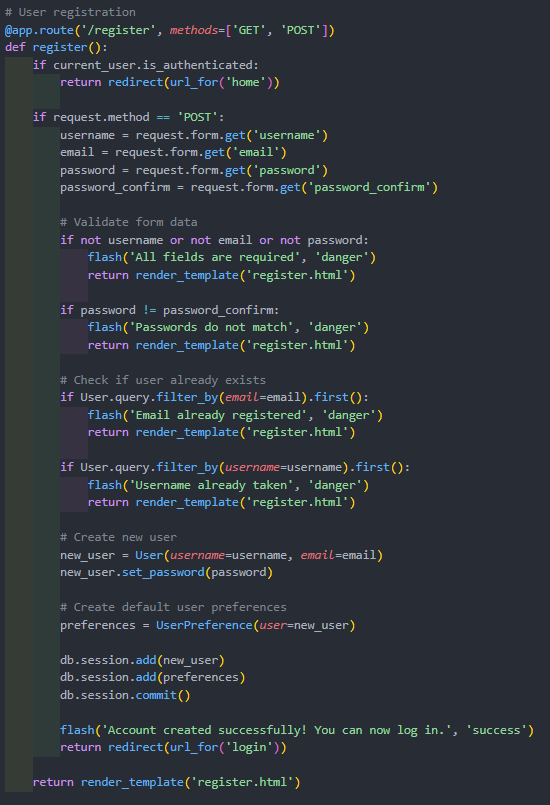 # User registration
@app.route('/register', methods=['GET', 'POST'])
def register():
    if current_user.is_authenticated:
        return redirect(url_for('home'))

    if request.method == 'POST':
        username = request.form.get('username')
        email = request.form.get('email')
        password = request.form.get('password')
        password_confirm = request.form.get('password_confirm')

        # Validate form data
        if not username or not email or not password:
            flash('All fields are required', 'danger')
            return render_template('register.html')

        if password != password_confirm:
            flash('Passwords do not match', 'danger')
            return render_template('register.html')

        # Check if user already exists
        if User.query.filter_by(email=email).first():
            flash('Email already registered', 'danger')
            return render_template('register.html')

        if User.query.filter_by(username=username).first():
            flash('Username already taken', 'danger')
            return render_template('register.html')

        # Create new user
        new_user = User(username=username, email=email)
        new_user.set_password(password)

        # Create default user preferences
        preferences = UserPreference(user=new_user)

        db.session.add(new_user)
        db.session.add(preferences)
        db.session.commit()

        flash('Account created successfully! You can now log in.', 'success')
        return redirect(url_for('login'))

    return render_template('register.html')